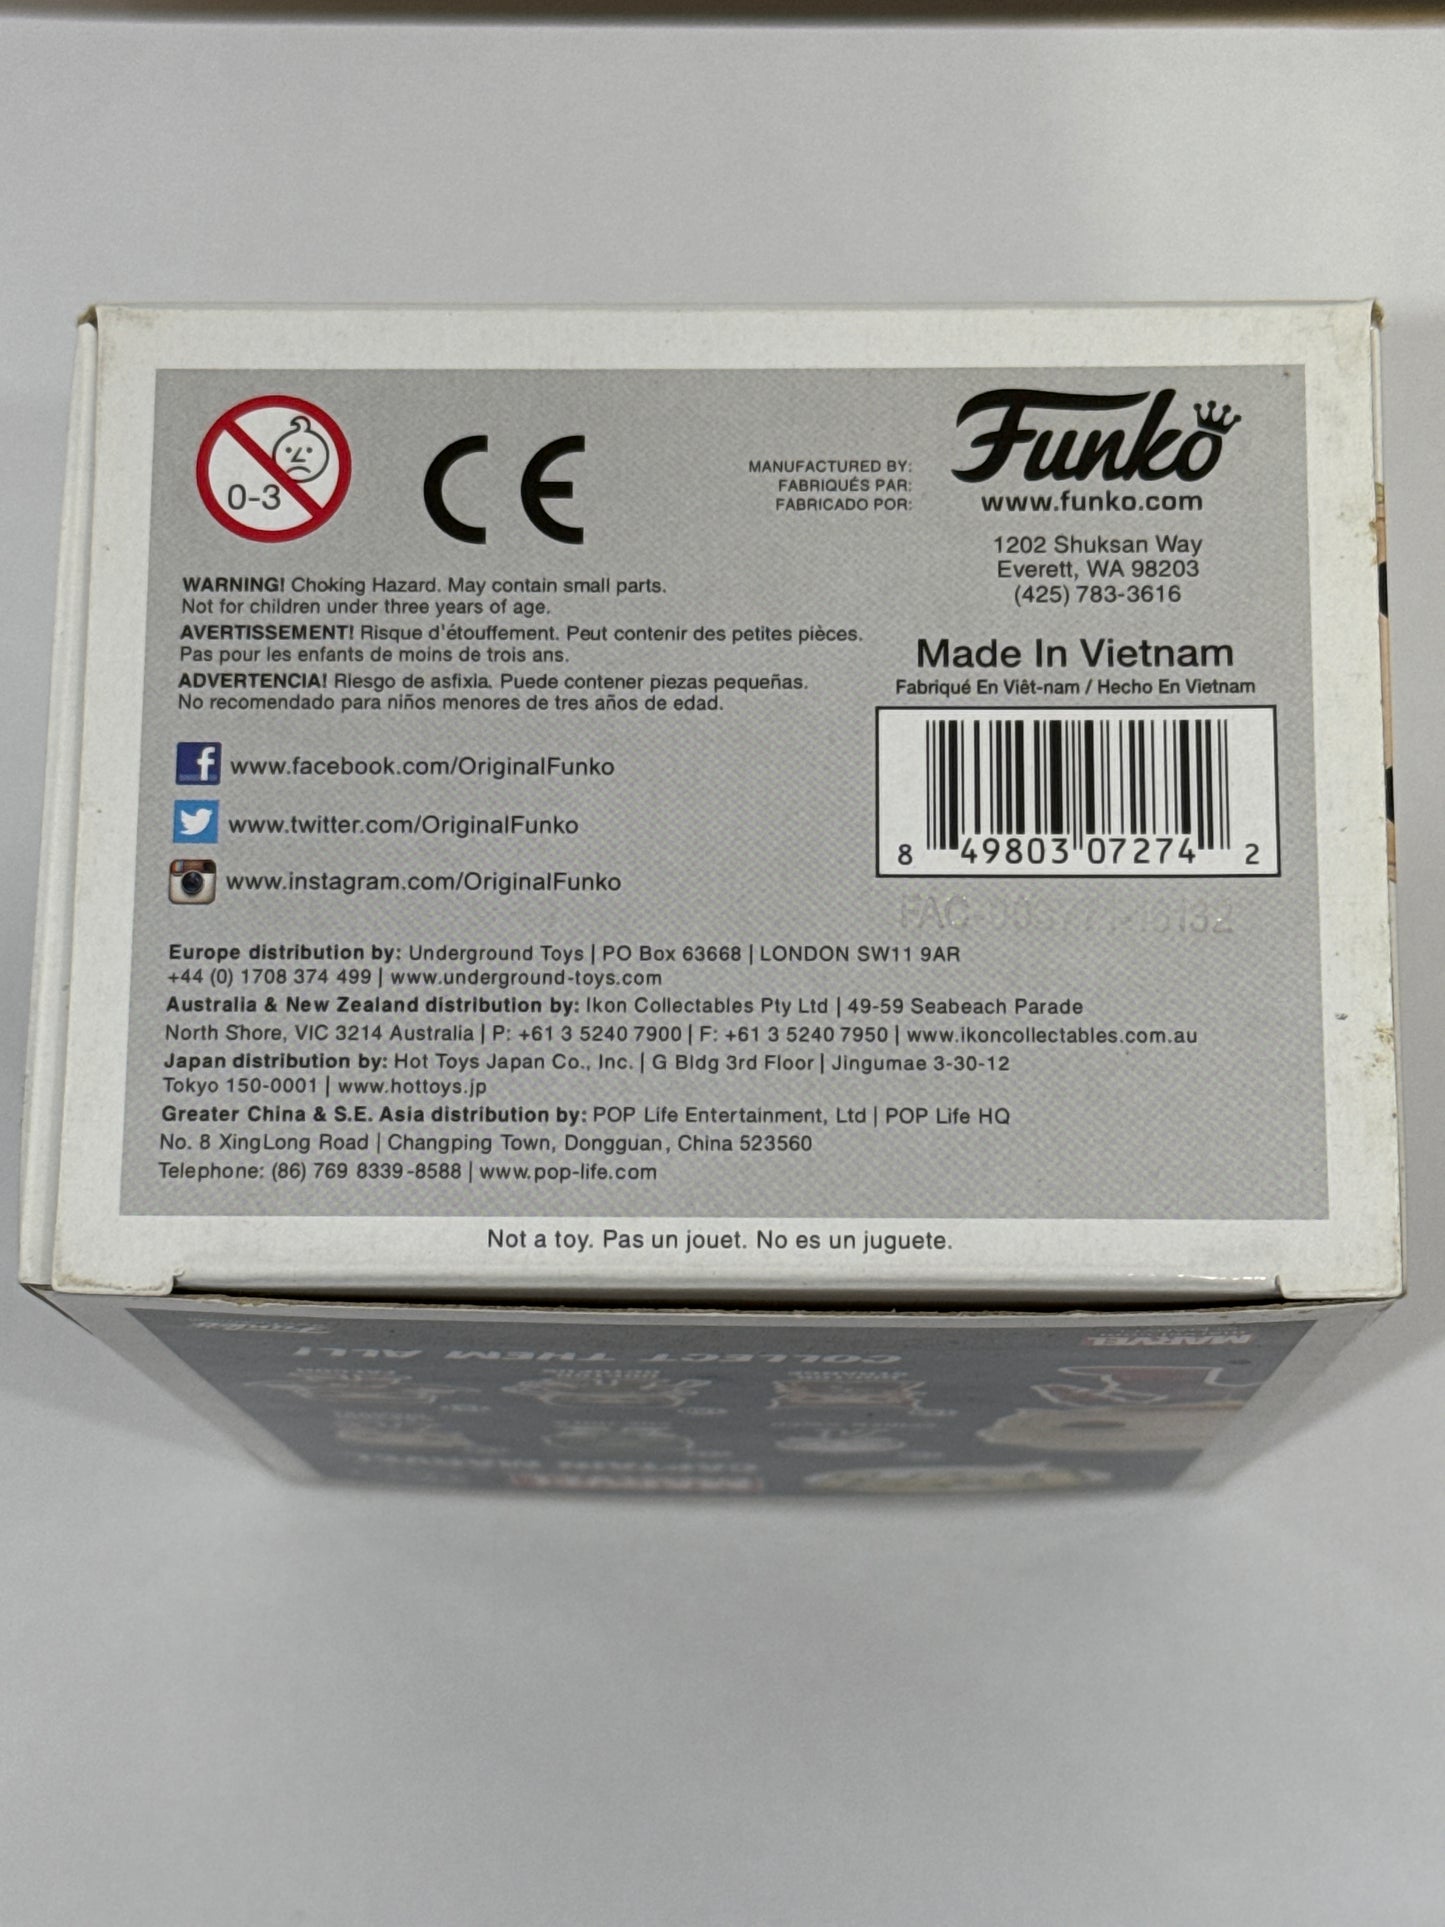 0-3
CE
MANUFACTURED BY:
FABRIQUÉS PAR:
FABRICADO POR:
Funko
www.funko.com
1202 Shuksan Way
Everett, WA 98203
(425) 783-3616
WARNING! Choking Hazard. May contain small parts.
Not for children under three years of age.
AVERTISSEMENT! Risque d'étouffement. Peut contenir des petites pièces.
Pas pour les enfants de moins de trois ans.
ADVERTENCIA! Riesgo de asfixia. Puede contener piezas pequeñas.
No recomendado para niños menores de tres años de edad.
Made In Vietnam
Fabriqué En Viêt-nam / Hecho En Vietnam
8 49803 07274 2
www.facebook.com/OriginalFunko
www.twitter.com/OriginalFunko
www.instagram.com/OriginalFunko
Europe distribution by: Underground Toys | PO Box 63668 | LONDON SW11 9AR
+44 (0) 1708 374 499 | www.underground-toys.com
Australia & New Zealand distribution by: Ikon Collectables Pty Ltd | 49-59 Seabeach Parade
North Shore, VIC 3214 Australia | P: +61 3 5240 7900 | F: +61 3 5240 7950 | www.ikoncollectables.com.au
Japan distribution by: Hot Toys Japan Co., Inc. | G Bldg 3rd Floor | Jingumae 3-30-12
Tokyo 150-0001 | www.hottoys.jp
Greater China & S.E. Asia distribution by: POP Life Entertainment, Ltd | POP Life HQ
No. 8 XingLong Road | Changping Town, Dongguan, China 523560
Telephone: (86) 769 8339-8588 | www.pop-life.com
Not a toy. Pas un jouet. No es un juguete.
Funko
MARVEL
COLLECT THEM ALL!
MARVEL
CAPTAIN MARVEL